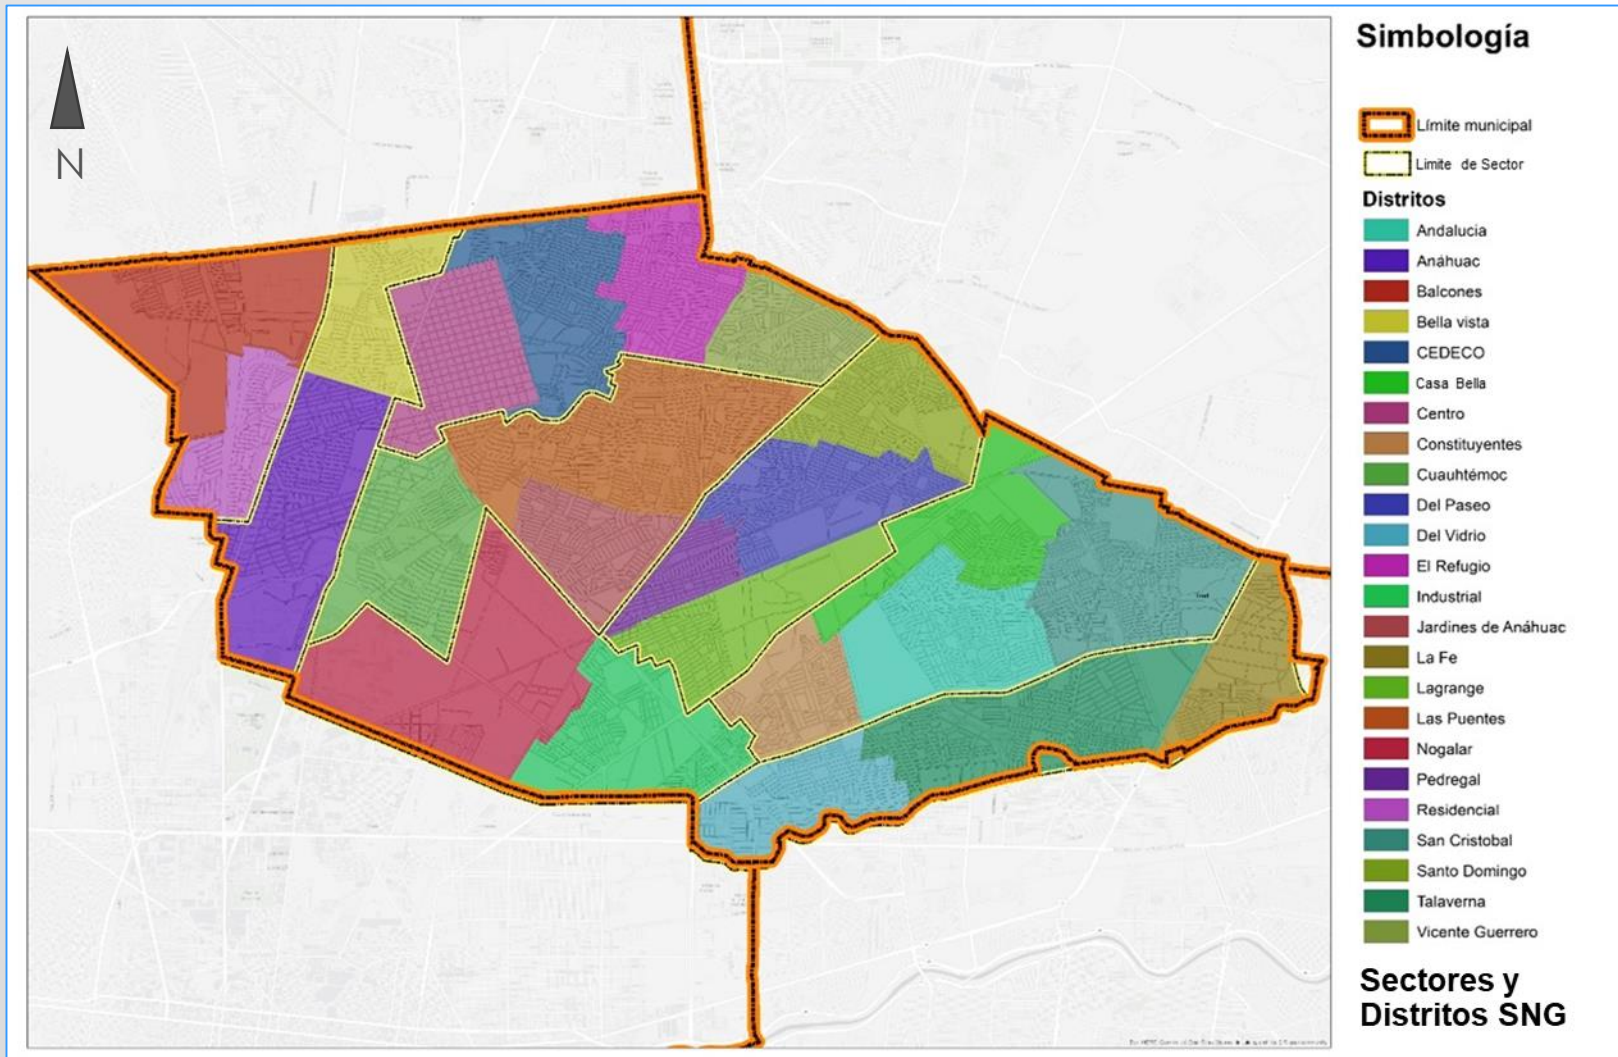 N
Simbología
Límite municipal
Limite de Sector
Distritos
Andalucia
Anáhuac
Balcones
Bella vista
CEDECO
Casa Bella
Centro
Constituyentes
Cuauhtémoc
Del Paseo
Del Vidrio
El Refugio
Industrial
Jardines de Anáhuac
La Fe
Lagrange
Las Puentes
Nogalar
Pedregal
Residencial
San Cristobal
Santo Domingo
Talaverna
Vicente Guerrero
Sectores y
Distritos SNG